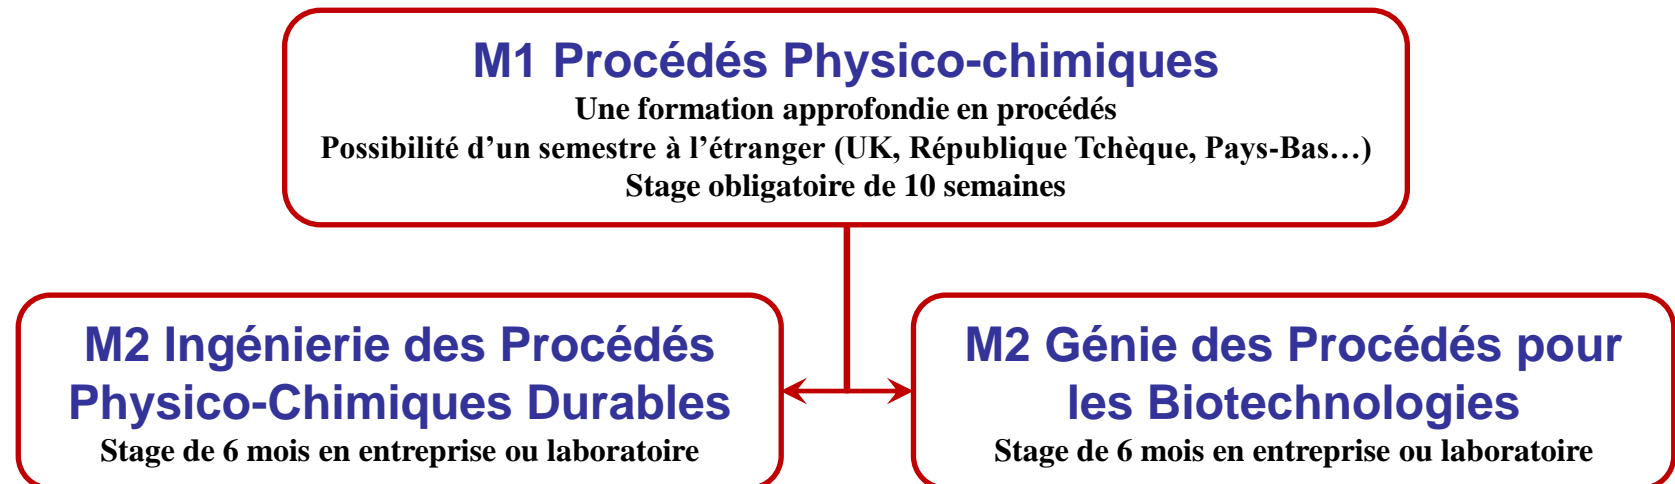 M1 Procédés Physico-chimiques
Une formation approfondie en procédés
Possibilité d’un semestre à l’étranger (UK, République Tchèque, Pays-Bas…)
Stage obligatoire de 10 semaines
M2 Ingénierie des Procédés
Physico-Chimiques Durables
Stage de 6 mois en entreprise ou laboratoire
M2 Génie des Procédés pour
les Biotechnologies
Stage de 6 mois en entreprise ou laboratoire